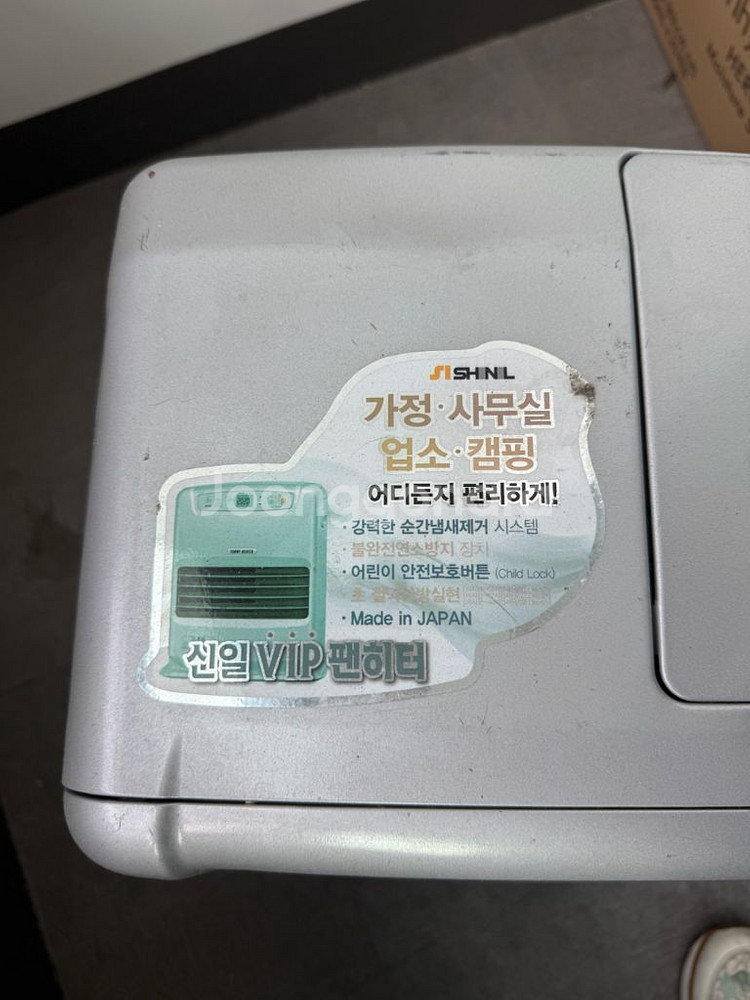 SHINIL
가정·사무실
업소·캠핑
어디든지 편리하게!
· 강력한 순간냄새제거 시스템
· 불완전연소방지 장치
· 어린이 안전보호버튼 (Child Lock)
초
· Made in JAPAN
신일 VIP 팬히터